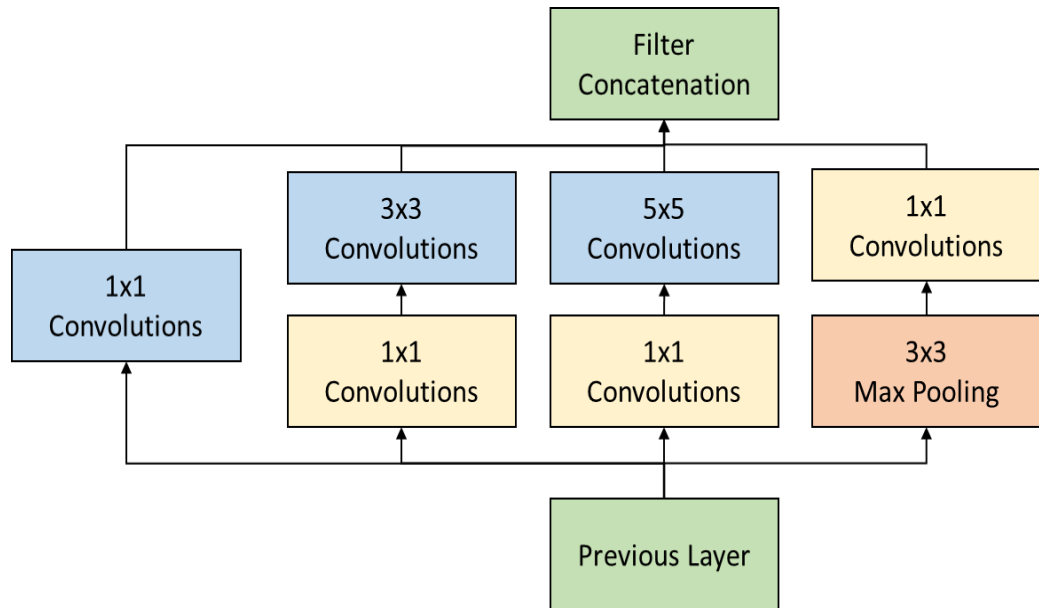 Filter
Concatenation
3x3
Convolutions
5x5
Convolutions
1x1
Convolutions
1x1
Convolutions
1x1
Convolutions
1x1
Convolutions
3x3
Max Pooling
Previous Layer